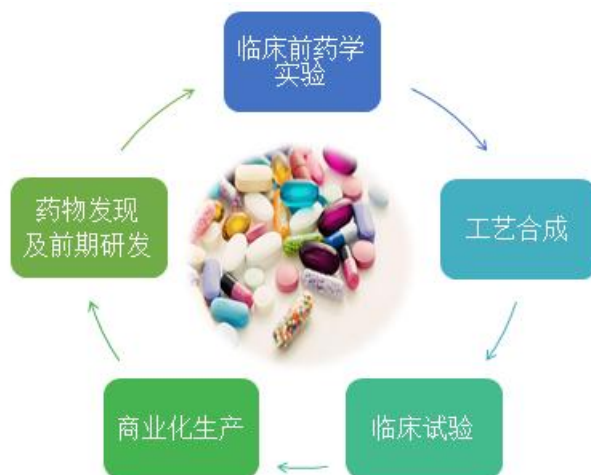 临床前药学
实验
药物发现
及前期研发
工艺合成
商业化生产
临床试验